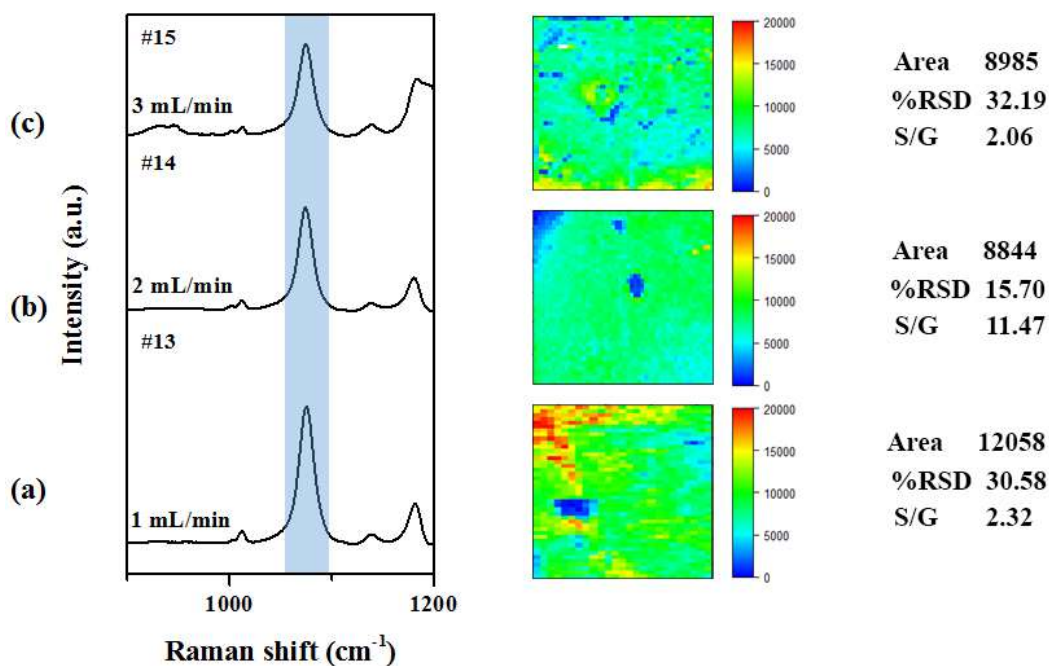 (c)
#15
3 mL/min
20000
15000
10000
5000
0
Area 8985
%RSD 32.19
S/G 2.06
(b)
#14
2 mL/min
20000
15000
10000
5000
0
Area 8844
%RSD 15.70
S/G 11.47
(a)
#13
1 mL/min
20000
15000
10000
5000
0
Area 12058
%RSD 30.58
S/G 2.32
Intensity (a.u.)
1000 1200
Raman shift (cm⁻¹)